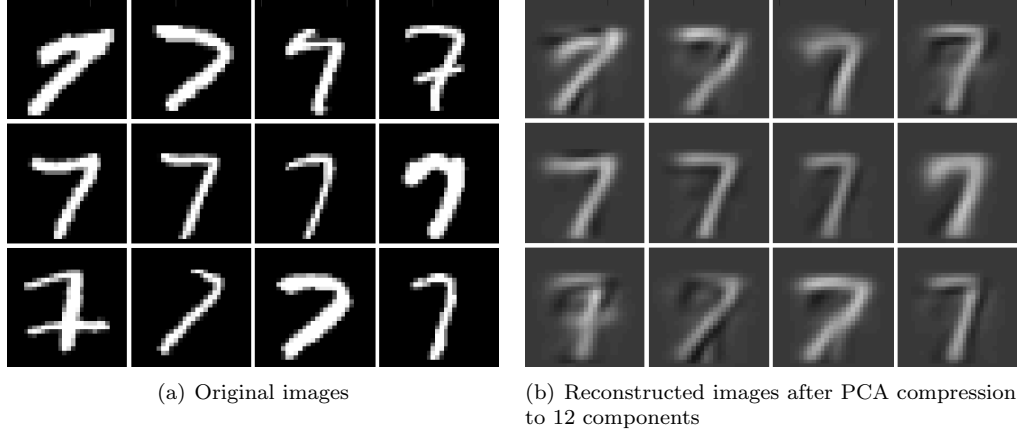 (a) Original images
(b) Reconstructed images after PCA compression
to 12 components